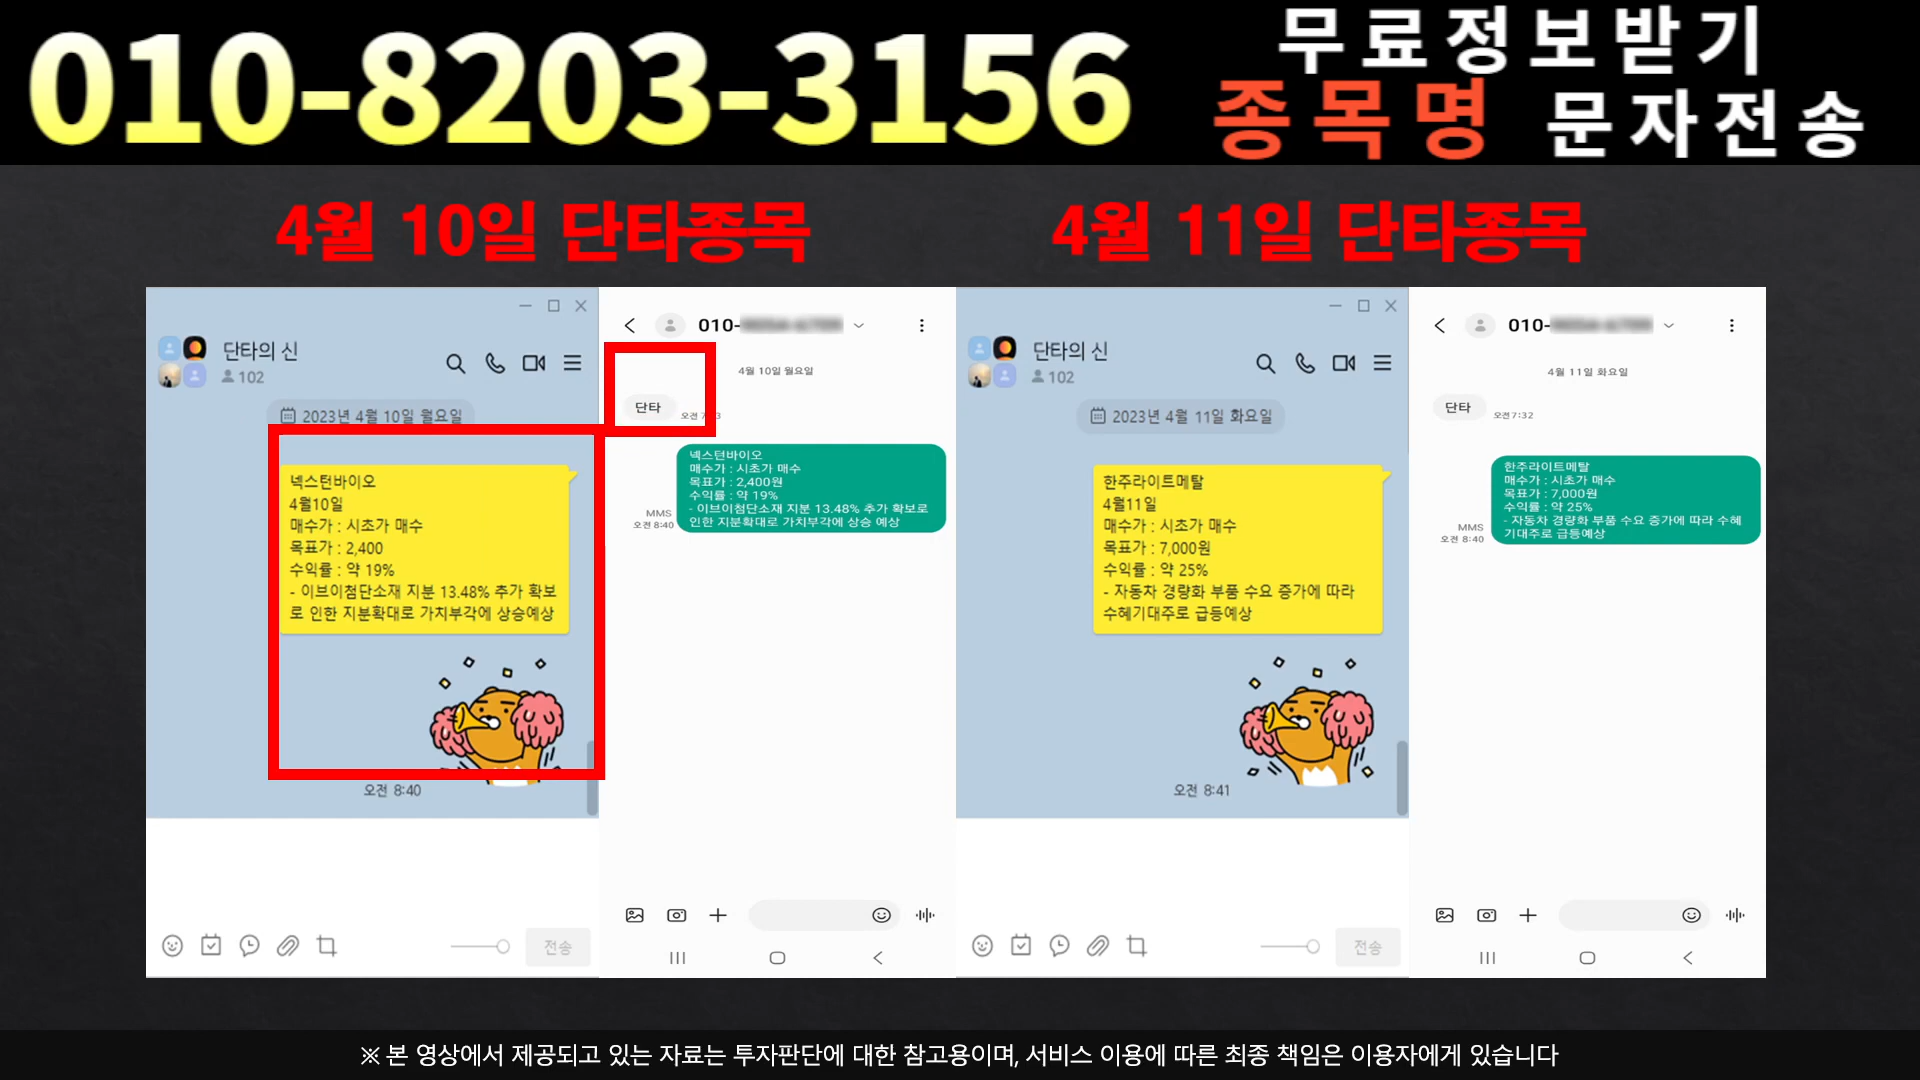 010-8203-3156
무료정보받기
종목명 문자전송
4월 10일 단타종목
4월 11일 단타종목
단타의 신
102
2023년 4월 10일 월요일
넥스턴바이오
4월10일
매수가 : 시초가 매수
목표가 : 2,400
수익률 : 약 19%
- 이브이첨단소재 지분 13.48% 추가 확보
로 인한 지분확대로 가치부각에 상승예상
오전 8:40
전송
010-
4월 10일 월요일
단타
오전
넥스턴바이오
매수가 : 시초가 매수
목표가 : 2,400원
수익률 : 약 19%
- 이브이첨단소재 지분 13.48% 추가 확보로
인한 지분확대로 가치부각에 상승 예상
MMS
오전 8:40
단타의 신
102
2023년 4월 11일 화요일
한주라이트메탈
4월11일
매수가 : 시초가 매수
목표가 : 7,000원
수익률 : 약 25%
- 자동차 경량화 부품 수요 증가에 따라
수혜기대주로 급등예상
오전 8:41
전송
010-
4월 11일 화요일
단타
오전 7:32
한주라이트메탈
매수가 : 시초가 매수
목표가 : 7,000원
수익률 : 약 25%
- 자동차 경량화 부품 수요 증가에 따라 수혜
기대주로 급등예상
MMS
오전 8:40
※ 본 영상에서 제공되고 있는 자료는 투자판단에 대한 참고용이며, 서비스 이용에 따른 최종 책임은 이용자에게 있습니다